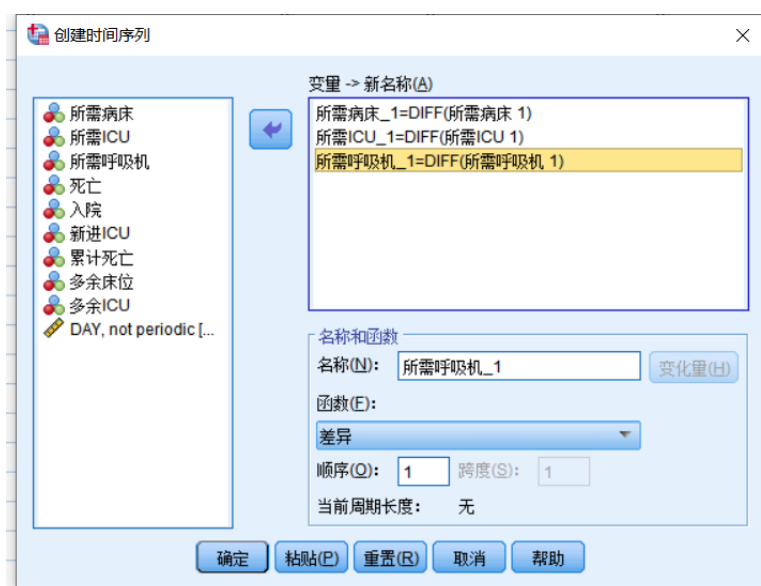 创建时间序列
变量 -> 新名称(A)
所需病床
所需ICU
所需呼吸机
死亡
入院
新进ICU
累计死亡
多余床位
多余ICU
DAY, not periodic [...
所需病床_1=DIFF(所需病床 1)
所需ICU_1=DIFF(所需ICU 1)
所需呼吸机_1=DIFF(所需呼吸机 1)
名称和函数
名称(N): 所需呼吸机_1 变化量(H)
函数(F):
差异
顺序(O): 1 跨度(S): 1
当前周期长度: 无
确定 粘贴(P) 重置(R) 取消 帮助